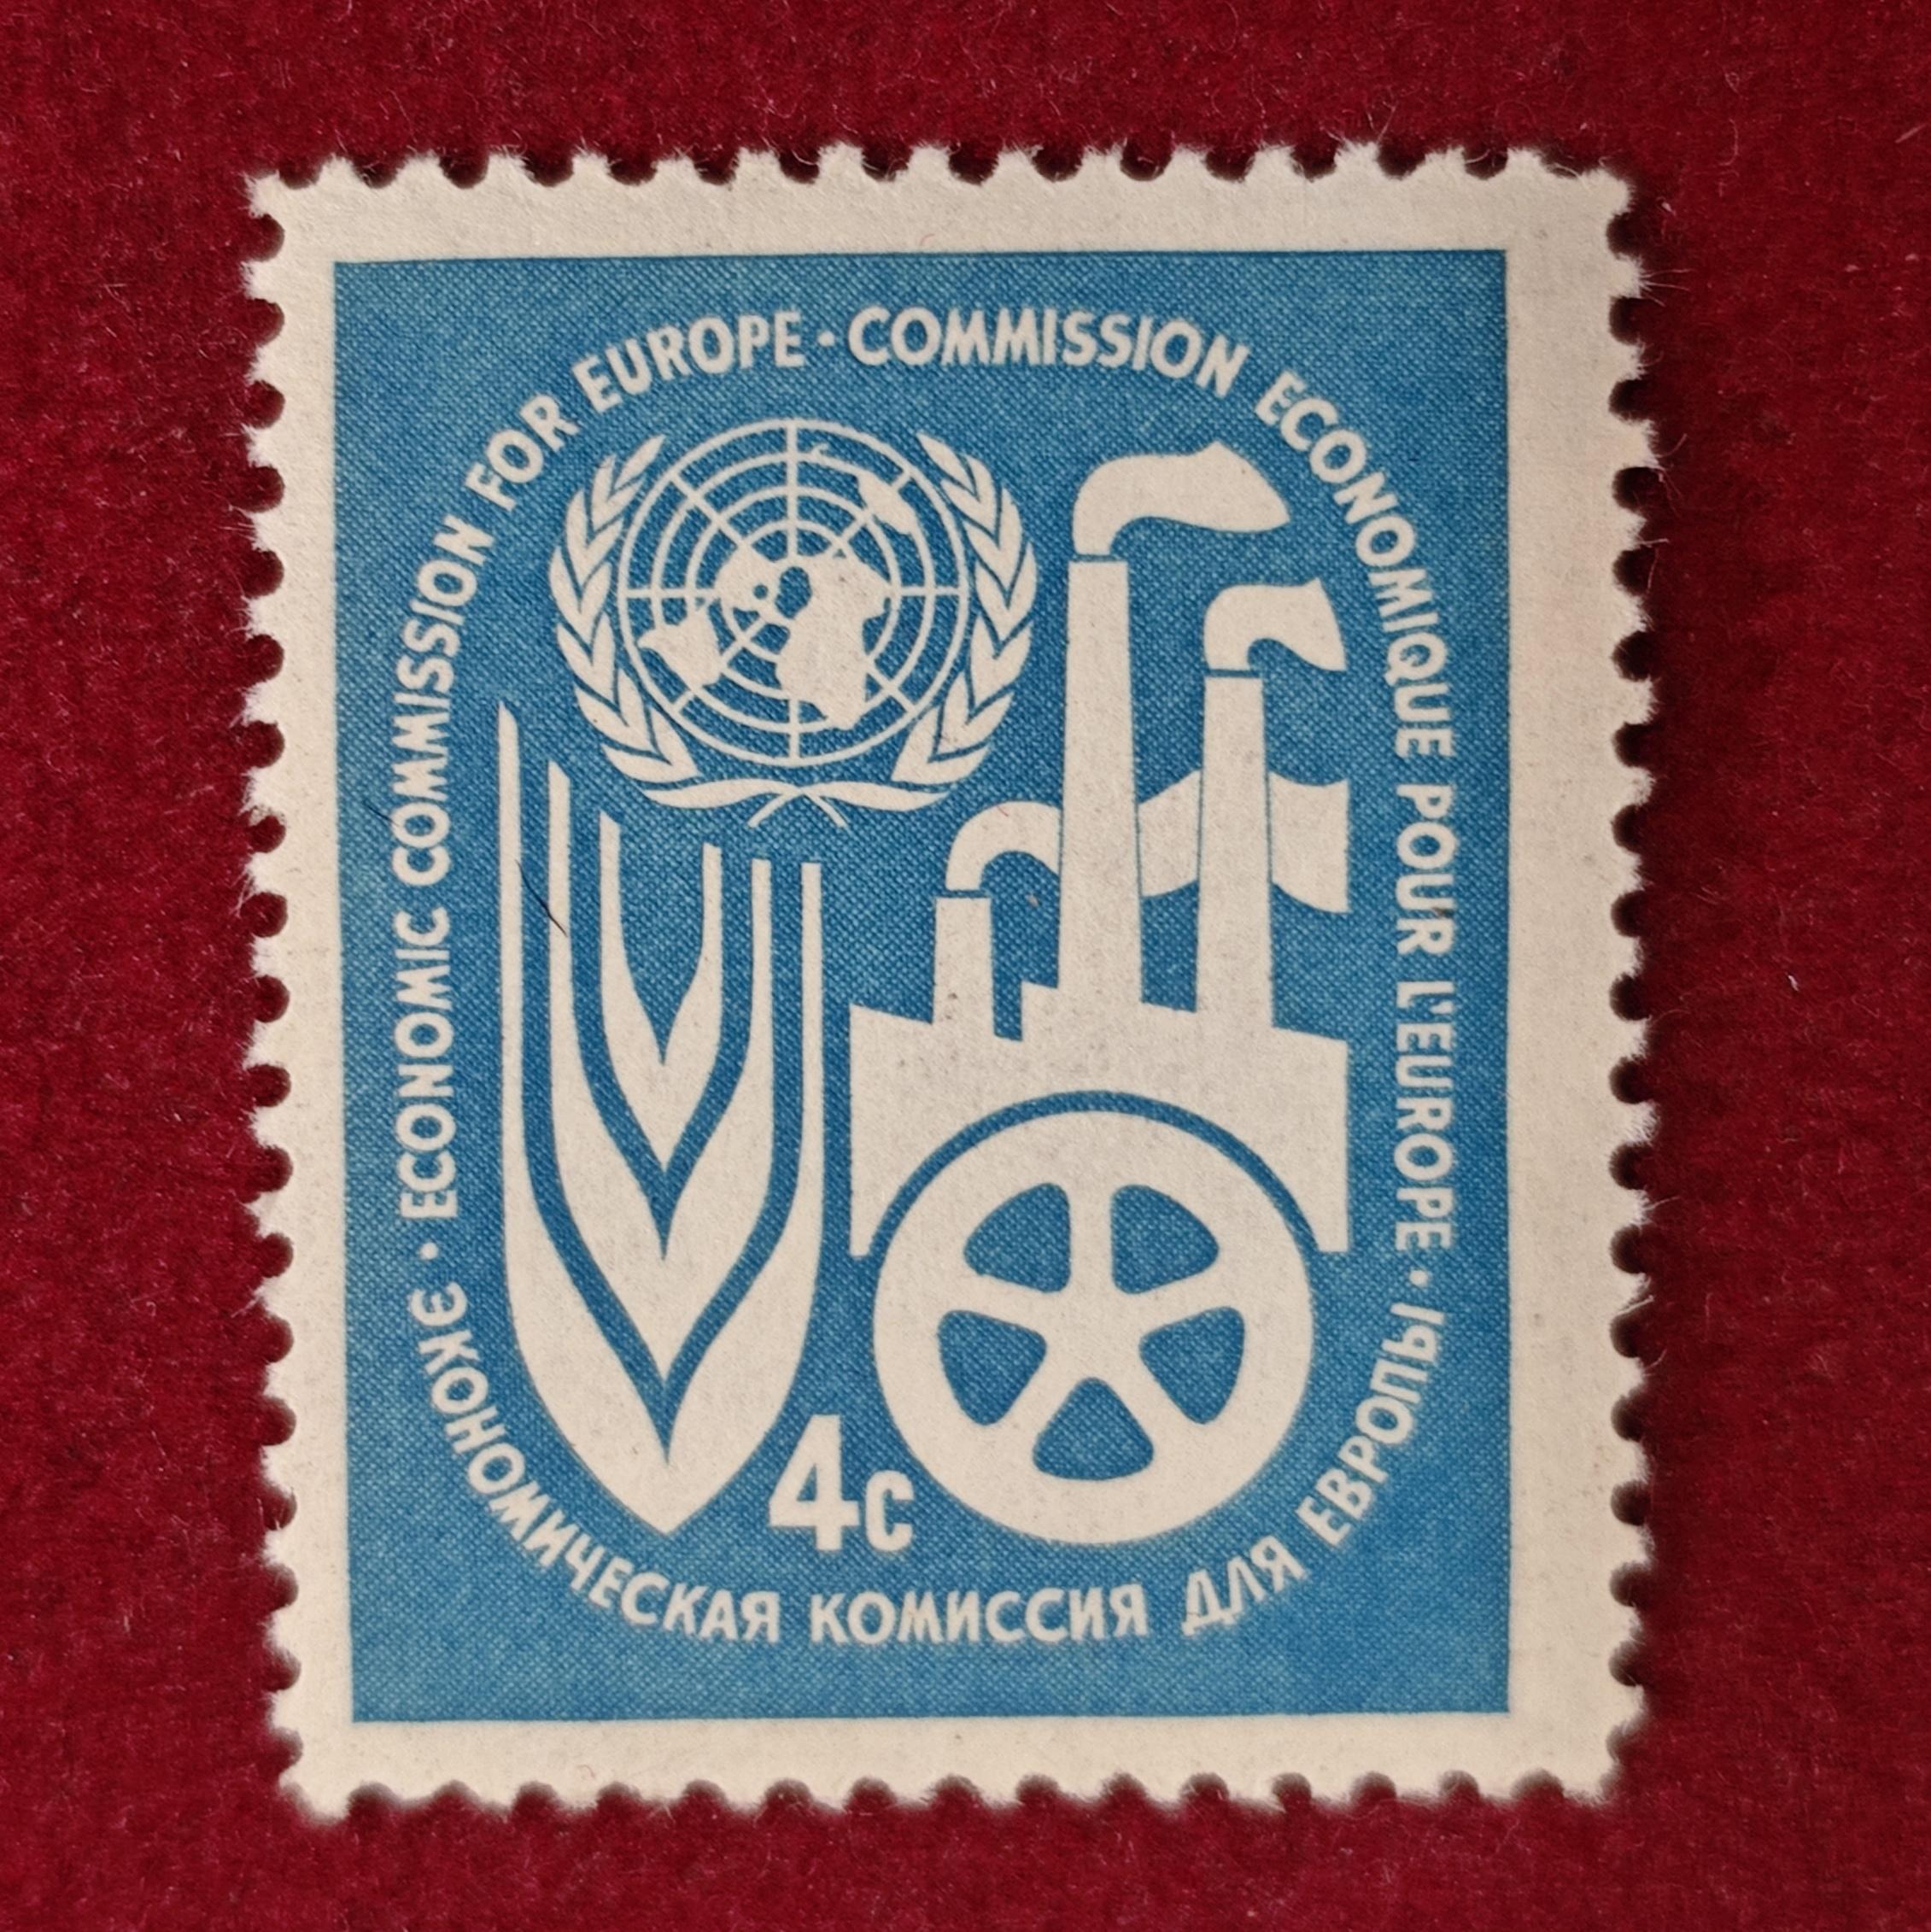 ECONOMIC COMMISSION FOR EUROPE · COMMISSION ECONOMIQUE POUR L'EUROPE ·
ЭКОНОМИЧЕСКАЯ КОМИССИЯ ДЛЯ ЕВРОПЫ ·
4c